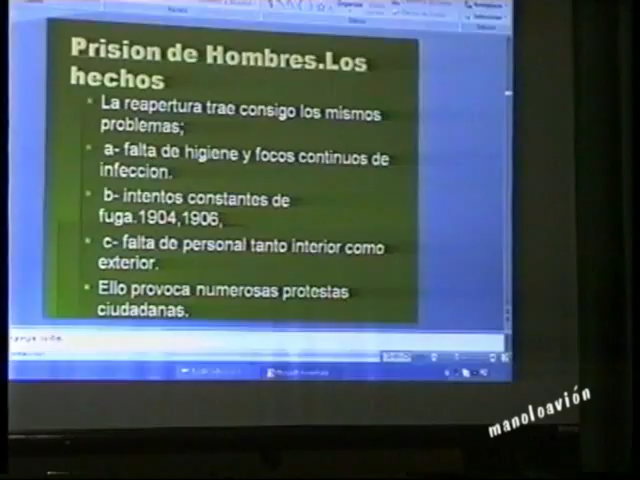 Prision de Hombres.Los
hechos
La reapertura trae consigo los mismos
problemas;
a- falta de higiene y focos continuos de
infeccion.
b- intentos constantes de
fuga.1904,1906,
c- falta de personal tanto interior como
exterior.
Ello provoca numerosas protestas
ciudadanas.
manoloavión